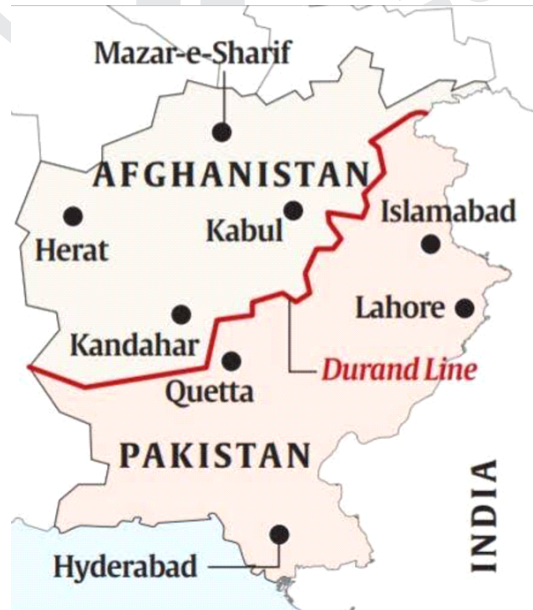 Mazar-e-Sharif
AFGHANISTAN
Islamabad
Kabul
Herat
Lahore
Kandahar
Durand Line
Quetta
PAKISTAN
INDIA
Hyderabad